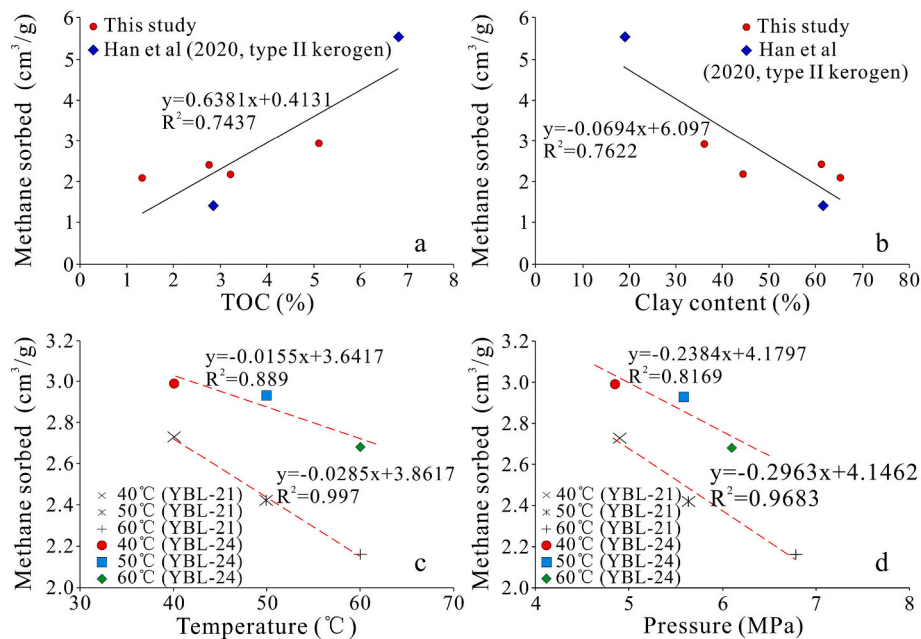 This study
Han et al (2020, type II kerogen)
y=0.6381x+0.4131
R²=0.7437
a
Methane sorbed (cm³/g)
6
5
4
3
2
1
0
0 1 2 3 4 5 6 7 8
TOC (%)
This study
Han et al
(2020, type II kerogen)
y=-0.0694x+6.097
R²=0.7622
b
Methane sorbed (cm³/g)
6
5
4
3
2
1
0
0 10 20 30 40 50 60 70 80
Clay content (%)
y=-0.0155x+3.6417
R²=0.889
y=-0.0285x+3.8617
R²=0.997
40℃(YBL-21)
50℃(YBL-21)
60℃(YBL-21)
40℃(YBL-24)
50℃(YBL-24)
60℃(YBL-24)
c
Methane sorbed (cm³/g)
3.2
3.0
2.8
2.6
2.4
2.2
2.0
30 40 50 60 70
Temperature (℃)
y=-0.2384x+4.1797
R²=0.8169
y=-0.2963x+4.1462
R²=0.9683
40℃(YBL-21)
50℃(YBL-21)
60℃(YBL-21)
40℃(YBL-24)
50℃(YBL-24)
60℃(YBL-24)
d
Methane sorbed (cm³/g)
3.2
3.0
2.8
2.6
2.4
2.2
2.0
4 5 6 7 8
Pressure (MPa)